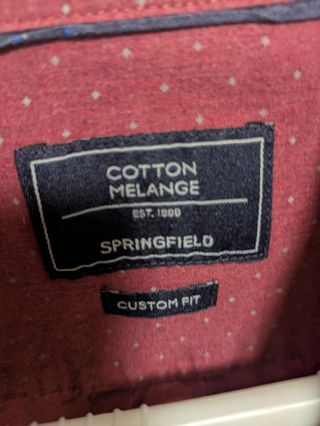 COTTON
MELANGE
EST. 1988
SPRINGFIELD
CUSTOM FIT